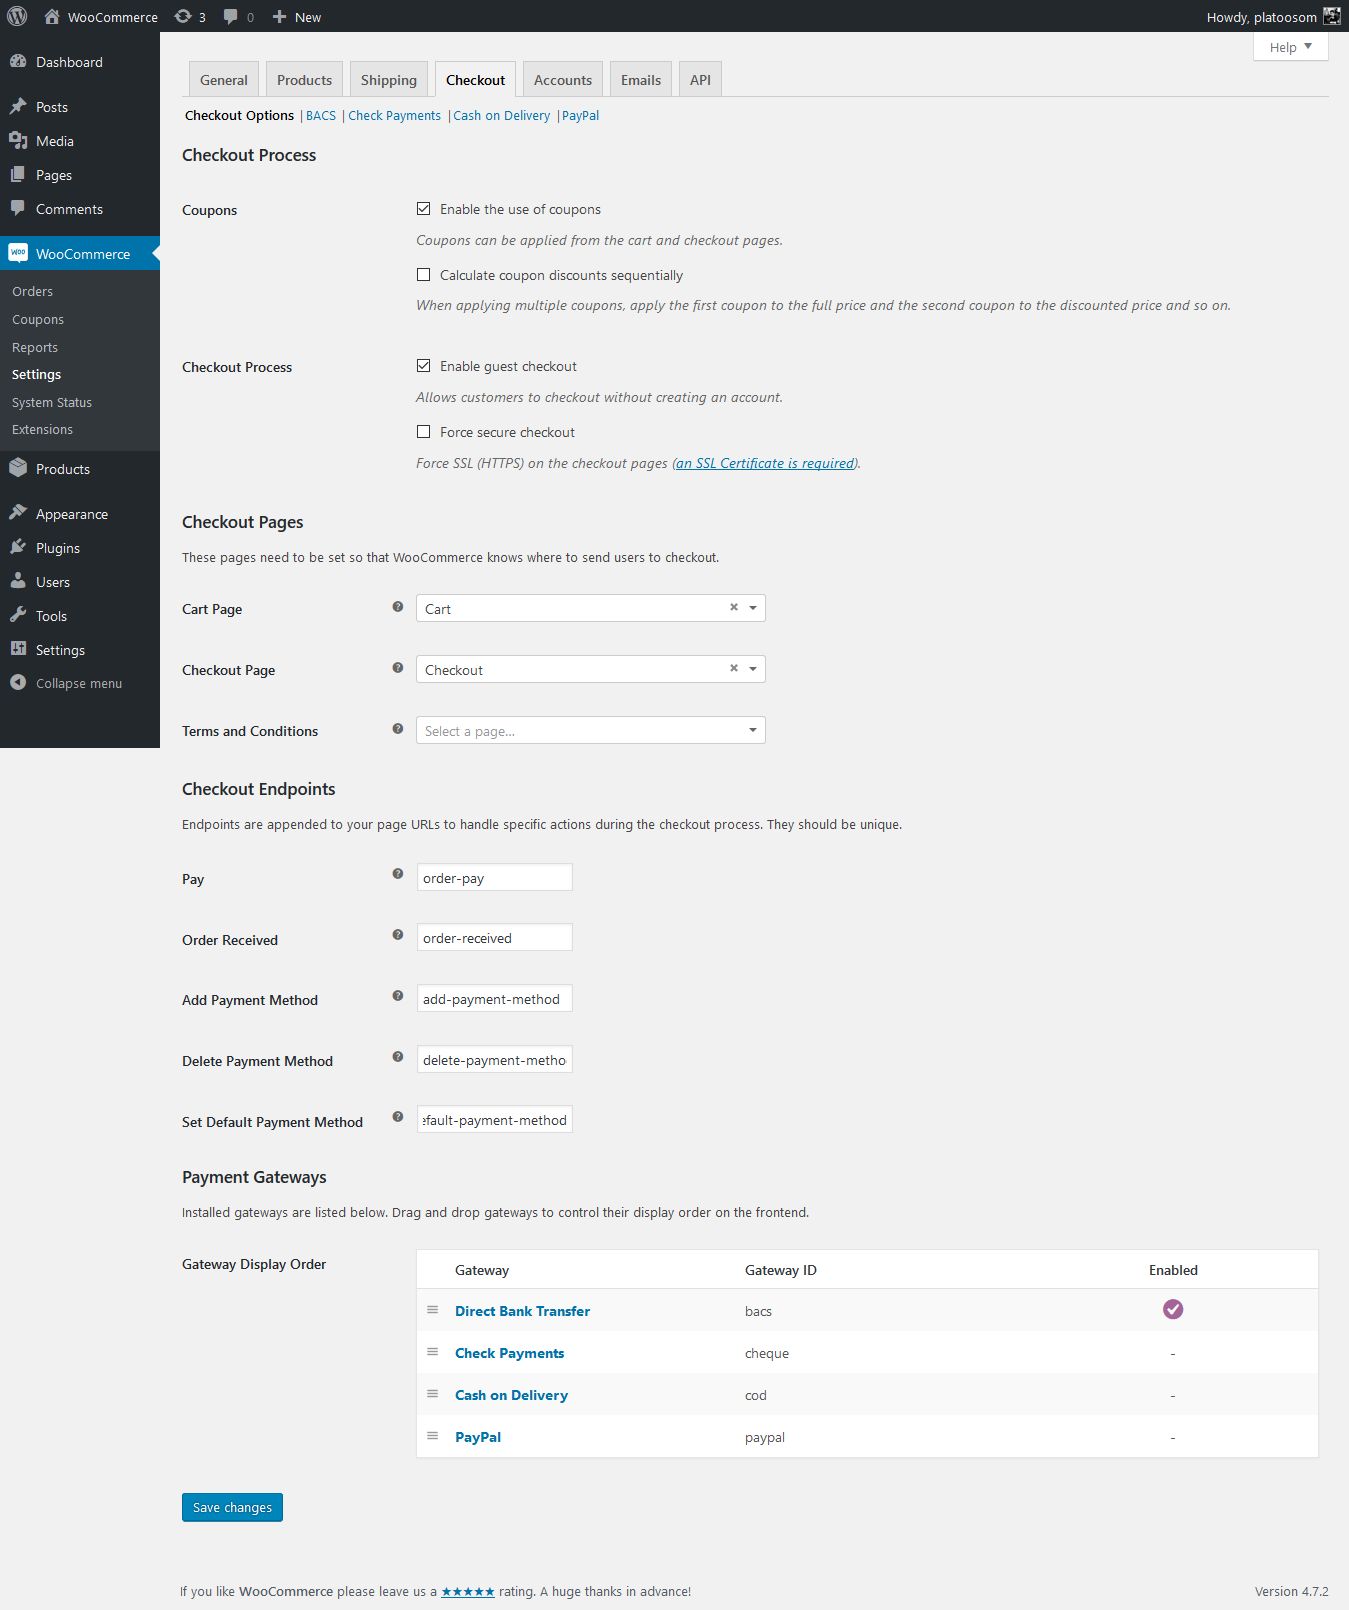 WooCommerce 3 0 New Howdy, platoosom
Help
Dashboard
Posts
Media
Pages
Comments
WooCommerce
Orders
Coupons
Reports
Settings
System Status
Extensions
Products
Appearance
Plugins
Users
Tools
Settings
Collapse menu
General Products Shipping Checkout Accounts Emails API
Checkout Options | BACS | Check Payments | Cash on Delivery | PayPal
Checkout Process
Coupons Enable the use of coupons
Coupons can be applied from the cart and checkout pages.
Calculate coupon discounts sequentially
When applying multiple coupons, apply the first coupon to the full price and the second coupon to the discounted price and so on.
Checkout Process Enable guest checkout
Allows customers to checkout without creating an account.
Force secure checkout
Force SSL (HTTPS) on the checkout pages (an SSL Certificate is required).
Checkout Pages
These pages need to be set so that WooCommerce knows where to send users to checkout.
Cart Page Cart
Checkout Page Checkout
Terms and Conditions Select a page...
Checkout Endpoints
Endpoints are appended to your page URLs to handle specific actions during the checkout process. They should be unique.
Pay order-pay
Order Received order-received
Add Payment Method add-payment-method
Delete Payment Method delete-payment-metho
Set Default Payment Method efault-payment-method
Payment Gateways
Installed gateways are listed below. Drag and drop gateways to control their display order on the frontend.
Gateway Display Order Gateway Gateway ID Enabled
Direct Bank Transfer bacs
Check Payments cheque -
Cash on Delivery cod -
PayPal paypal -
Save changes
If you like WooCommerce please leave us a ★★★★★ rating. A huge thanks in advance! Version 4.7.2